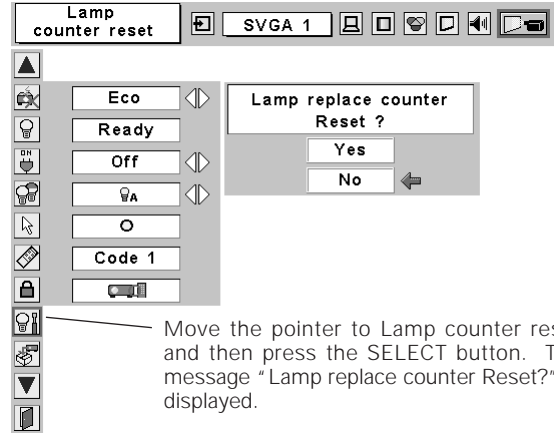 Lamp
counter reset
SVGA 1
Eco
Ready
ON
Off
A
Code 1
Lamp replace counter
Reset ?
Yes
No
Move the pointer to Lamp counter res
and then press the SELECT button. T
message “Lamp replace counter Reset?”
displayed.